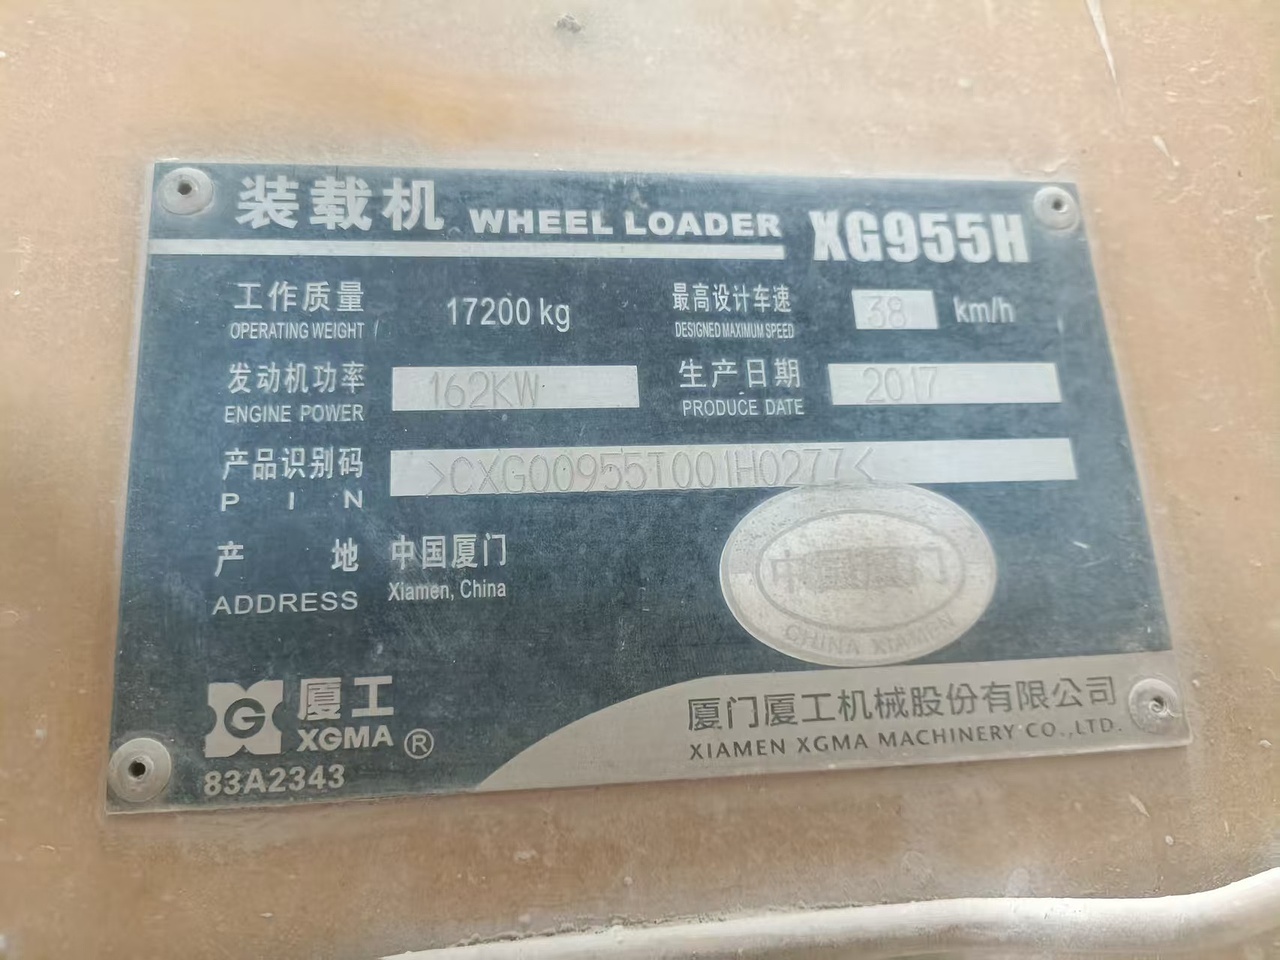 装载机 WHEEL LOADER XG955H
工作质量 17200 kg 最高设计车速 38 km/h
OPERATING WEIGHT DESIGNED MAXIMUM SPEED
发动机功率 162KW 生产日期 2017
ENGINE POWER PRODUCE DATE
产品识别码 >CXG00955T001H0277<
PIN
产地 中国厦门
ADDRESS Xiamen, China
中国厦门
CHINA XIAMEN
G 厦工
XGMA ®
83A2343
厦门厦工机械股份有限公司
XIAMEN XGMA MACHINERY CO.,LTD.